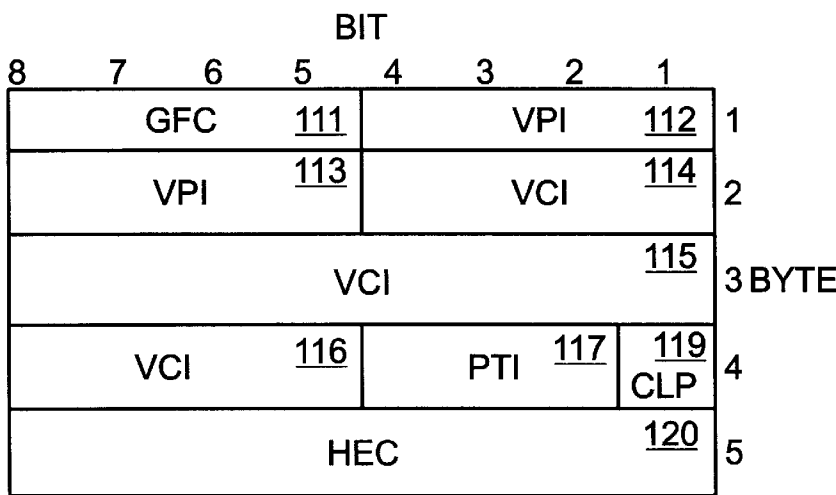 BIT
8 7 6 5 4 3 2 1
GFC 111 VPI 112 1
VPI 113 VCI 114 2
VCI 115 3 BYTE
VCI 116 PTI 117 119 CLP 4
HEC 120 5